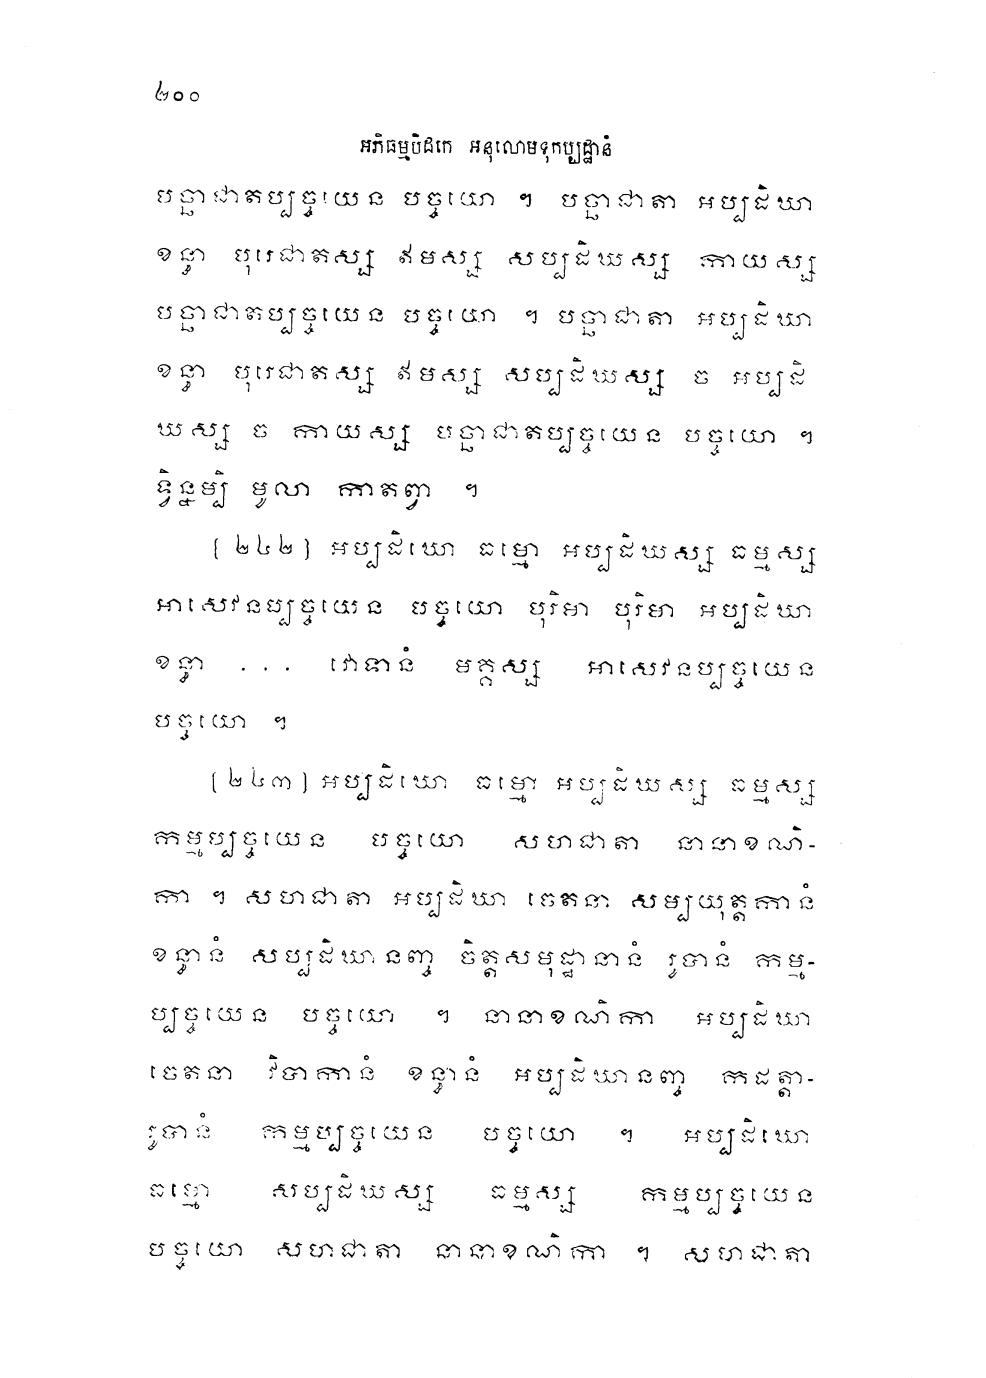 ២០០
អភិធម្មបិដកេ អនុលោមទុកប្បដ្ឋានំ
បច្ឆាជាតប្បច្ចយេន បច្ចយោ ។ បច្ឆាជាតា អប្បដិឃា
ខន្ធា បុរេជាតស្ស ឥមស្ស សប្បដិឃស្ស កាយស្ស
បច្ឆាជាតប្បច្ចយេន បច្ចយោ ។ បច្ឆាជាតា អប្បដិឃា
ខន្ធា បុរេជាតស្ស ឥមស្ស សប្បដិឃស្ស ច អប្បដិ
ឃស្ស ច កាយស្ស បច្ឆាជាតប្បច្ចយេន បច្ចយោ ។
ទ្វិន្នម្បិ មូលា កាតព្វា ។
[២៤២] អប្បដិឃោ ធម្មោ អប្បដិឃស្ស ធម្មស្ស
អាសេវនប្បច្ចយេន បច្ចយោ បុរិមា បុរិមា អប្បដិឃា
ខន្ធា ... វោទានំ មគ្គស្ស អាសេវនប្បច្ចយេន
បច្ចយោ ។
[២៤៣] អប្បដិឃោ ធម្មោ អប្បដិឃស្ស ធម្មស្ស
កម្មប្បច្ចយេន បច្ចយោ សហជាតា នានាខណិ-
កា ។ សហជាតា អប្បដិឃា ចេតនា សម្បយុត្តកានំ
ខន្ធានំ សប្បដិឃានញ្ច ចិត្តសមុដ្ឋានានំ រូបានំ កម្ម-
ប្បច្ចយេន បច្ចយោ ។ នានាខណិកា អប្បដិឃា
ចេតនា វិបាកានំ ខន្ធានំ អប្បដិឃានញ្ច កដត្តា-
រូបានំ កម្មប្បច្ចយេន បច្ចយោ ។ អប្បដិឃោ
ធម្មោ សប្បដិឃស្ស ធម្មស្ស កម្មប្បច្ចយេន
បច្ចយោ សហជាតា នានាខណិកា ។ សហជាតា